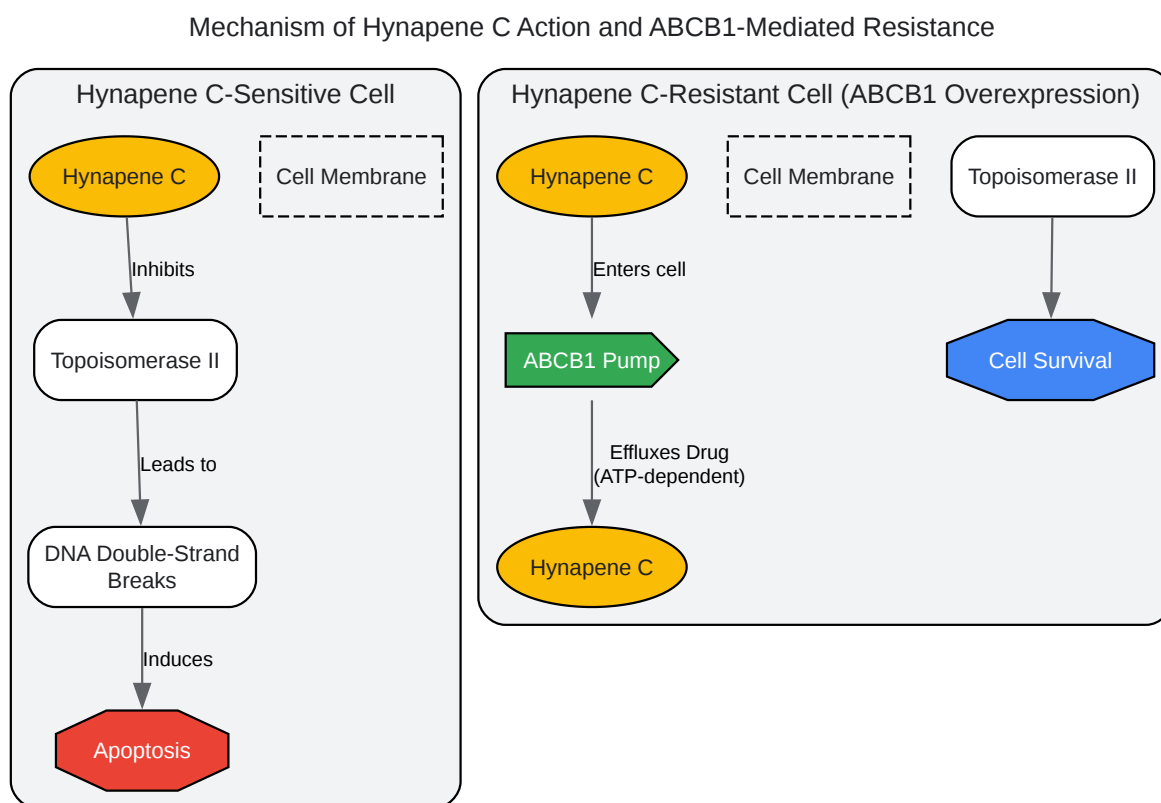 Mechanism of Hynapene C Action and ABCB1-Mediated Resistance
Hynapene C-Sensitive Cell
Hynapene C
Cell Membrane
Inhibits
Topoisomerase II
Leads to
DNA Double-Strand
Breaks
Induces
Apoptosis
Hynapene C-Resistant Cell (ABCB1 Overexpression)
Hynapene C
Cell Membrane
Topoisomerase II
Enters cell
ABCB1 Pump
Cell Survival
Effluxes Drug
(ATP-dependent)
Hynapene C